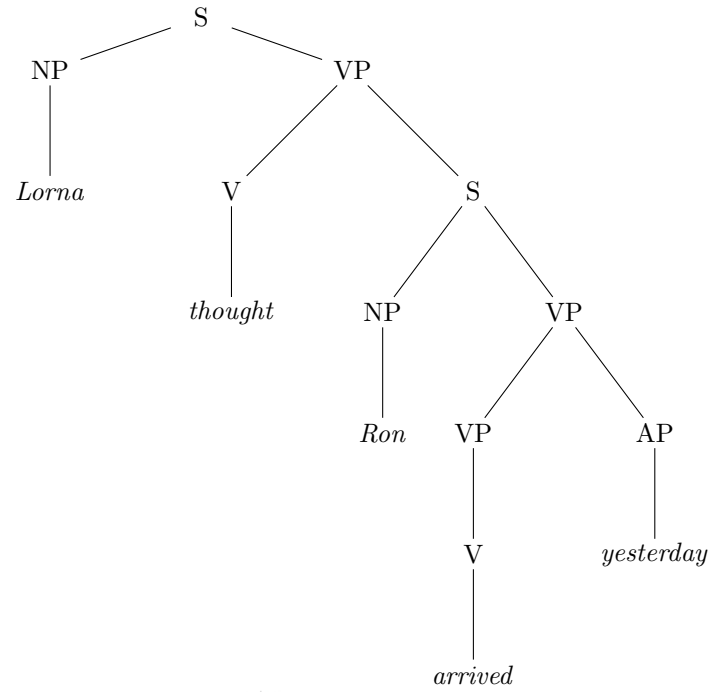 S
NP VP
Lorna V S
thought NP VP
Ron VP AP
V yesterday
arrived